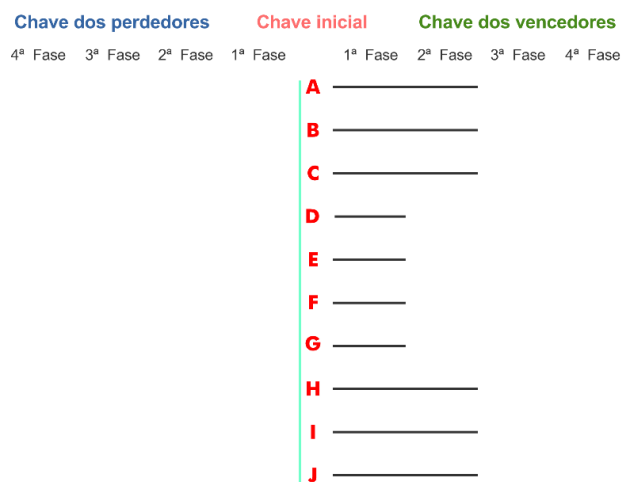 Chave dos perdedores Chave inicial Chave dos vencedores
4ª Fase 3ª Fase 2ª Fase 1ª Fase 1ª Fase 2ª Fase 3ª Fase 4ª Fase
A
B
C
D
E
F
G
H
I
J